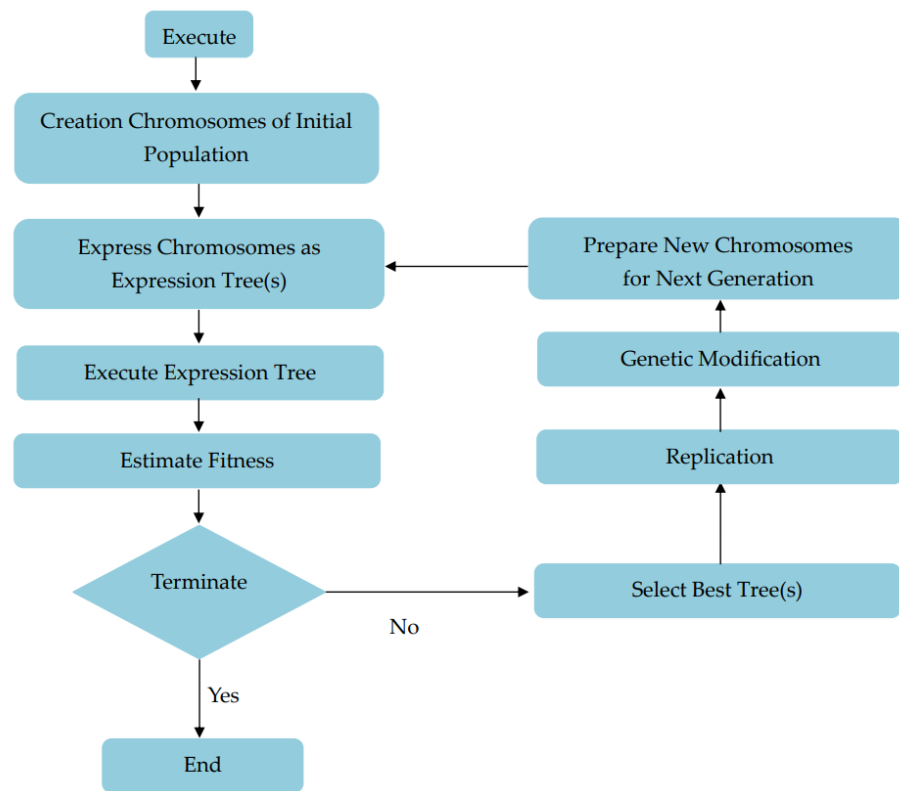 Execute
Creation Chromosomes of Initial
Population
Express Chromosomes as
Expression Tree(s)
Execute Expression Tree
Estimate Fitness
Terminate
Yes
End
No
Select Best Tree(s)
Replication
Genetic Modification
Prepare New Chromosomes
for Next Generation